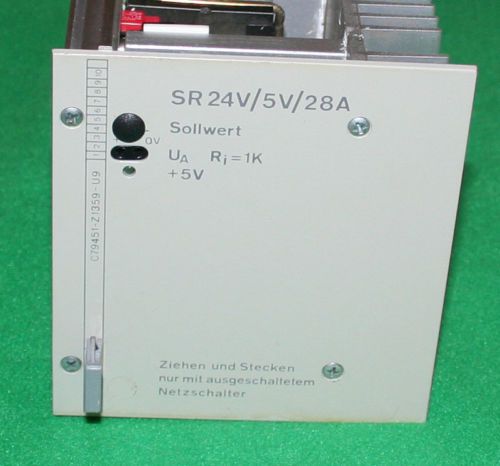 SR 24V/5V/28A
Sollwert
0V
UA Ri=1K
+5V
1 2 3 4 5 6 7 8 9 10
C79451-Z1359-U9
Ziehen und Stecken
nur mit ausgeschaltetem
Netzschalter